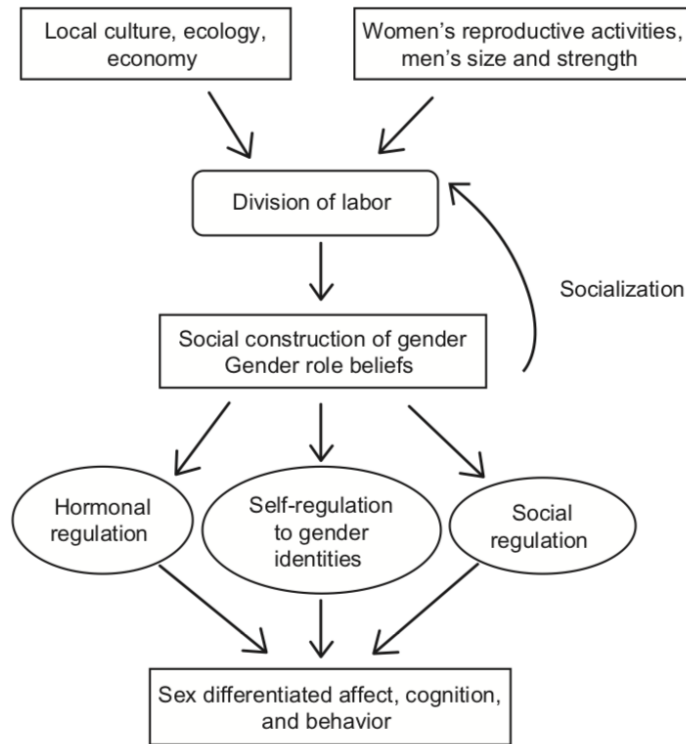 Local culture, ecology,
economy
Women's reproductive activities,
men's size and strength
Division of labor
Socialization
Social construction of gender
Gender role beliefs
Hormonal
regulation
Self-regulation
to gender
identities
Social
regulation
Sex differentiated affect, cognition,
and behavior